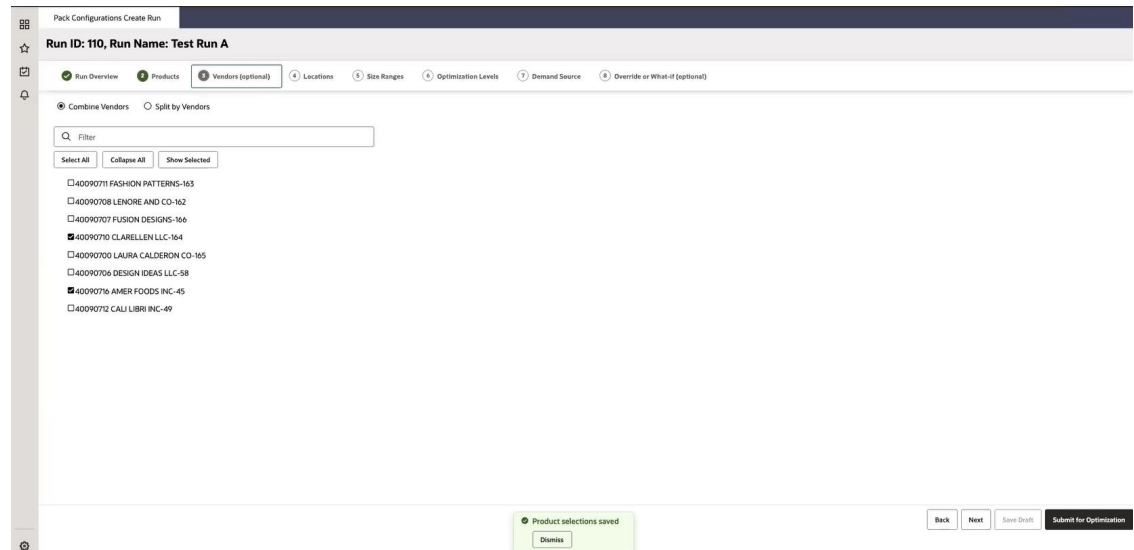 Pack Configurations Create Run
Run ID: 110, Run Name: Test Run A
Run Overview 2 Products 3 Vendors (optional) 4 Locations 5 Size Ranges 6 Optimization Levels 7 Demand Source 8 Override or What-if (optional)
Combine Vendors Split by Vendors
Filter
Select All Collapse All Show Selected
40090711 FASHION PATTERNS-163
40090708 LENORE AND CO-162
40090707 FUSION DESIGNS-166
40090710 CLARELLEN LLC-164
40090700 LAURA CALDERON CO-165
40090706 DESIGN IDEAS LLC-58
40090716 AMER FOODS INC-45
40090712 CALI LIBRI INC-49
Product selections saved
Dismiss
Back Next Save Draft Submit for Optimization